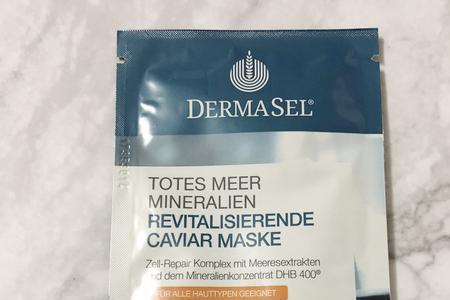 DERMASEL®
TOTES MEER
MINERALIEN
REVITALISIERENDE
CAVIAR MASKE
Zell-Repair Komplex mit Meeresextrakten
und dem Mineralienkonzentrat DHB 400®
FÜR ALLE HAUTTYPEN GEEIGNET